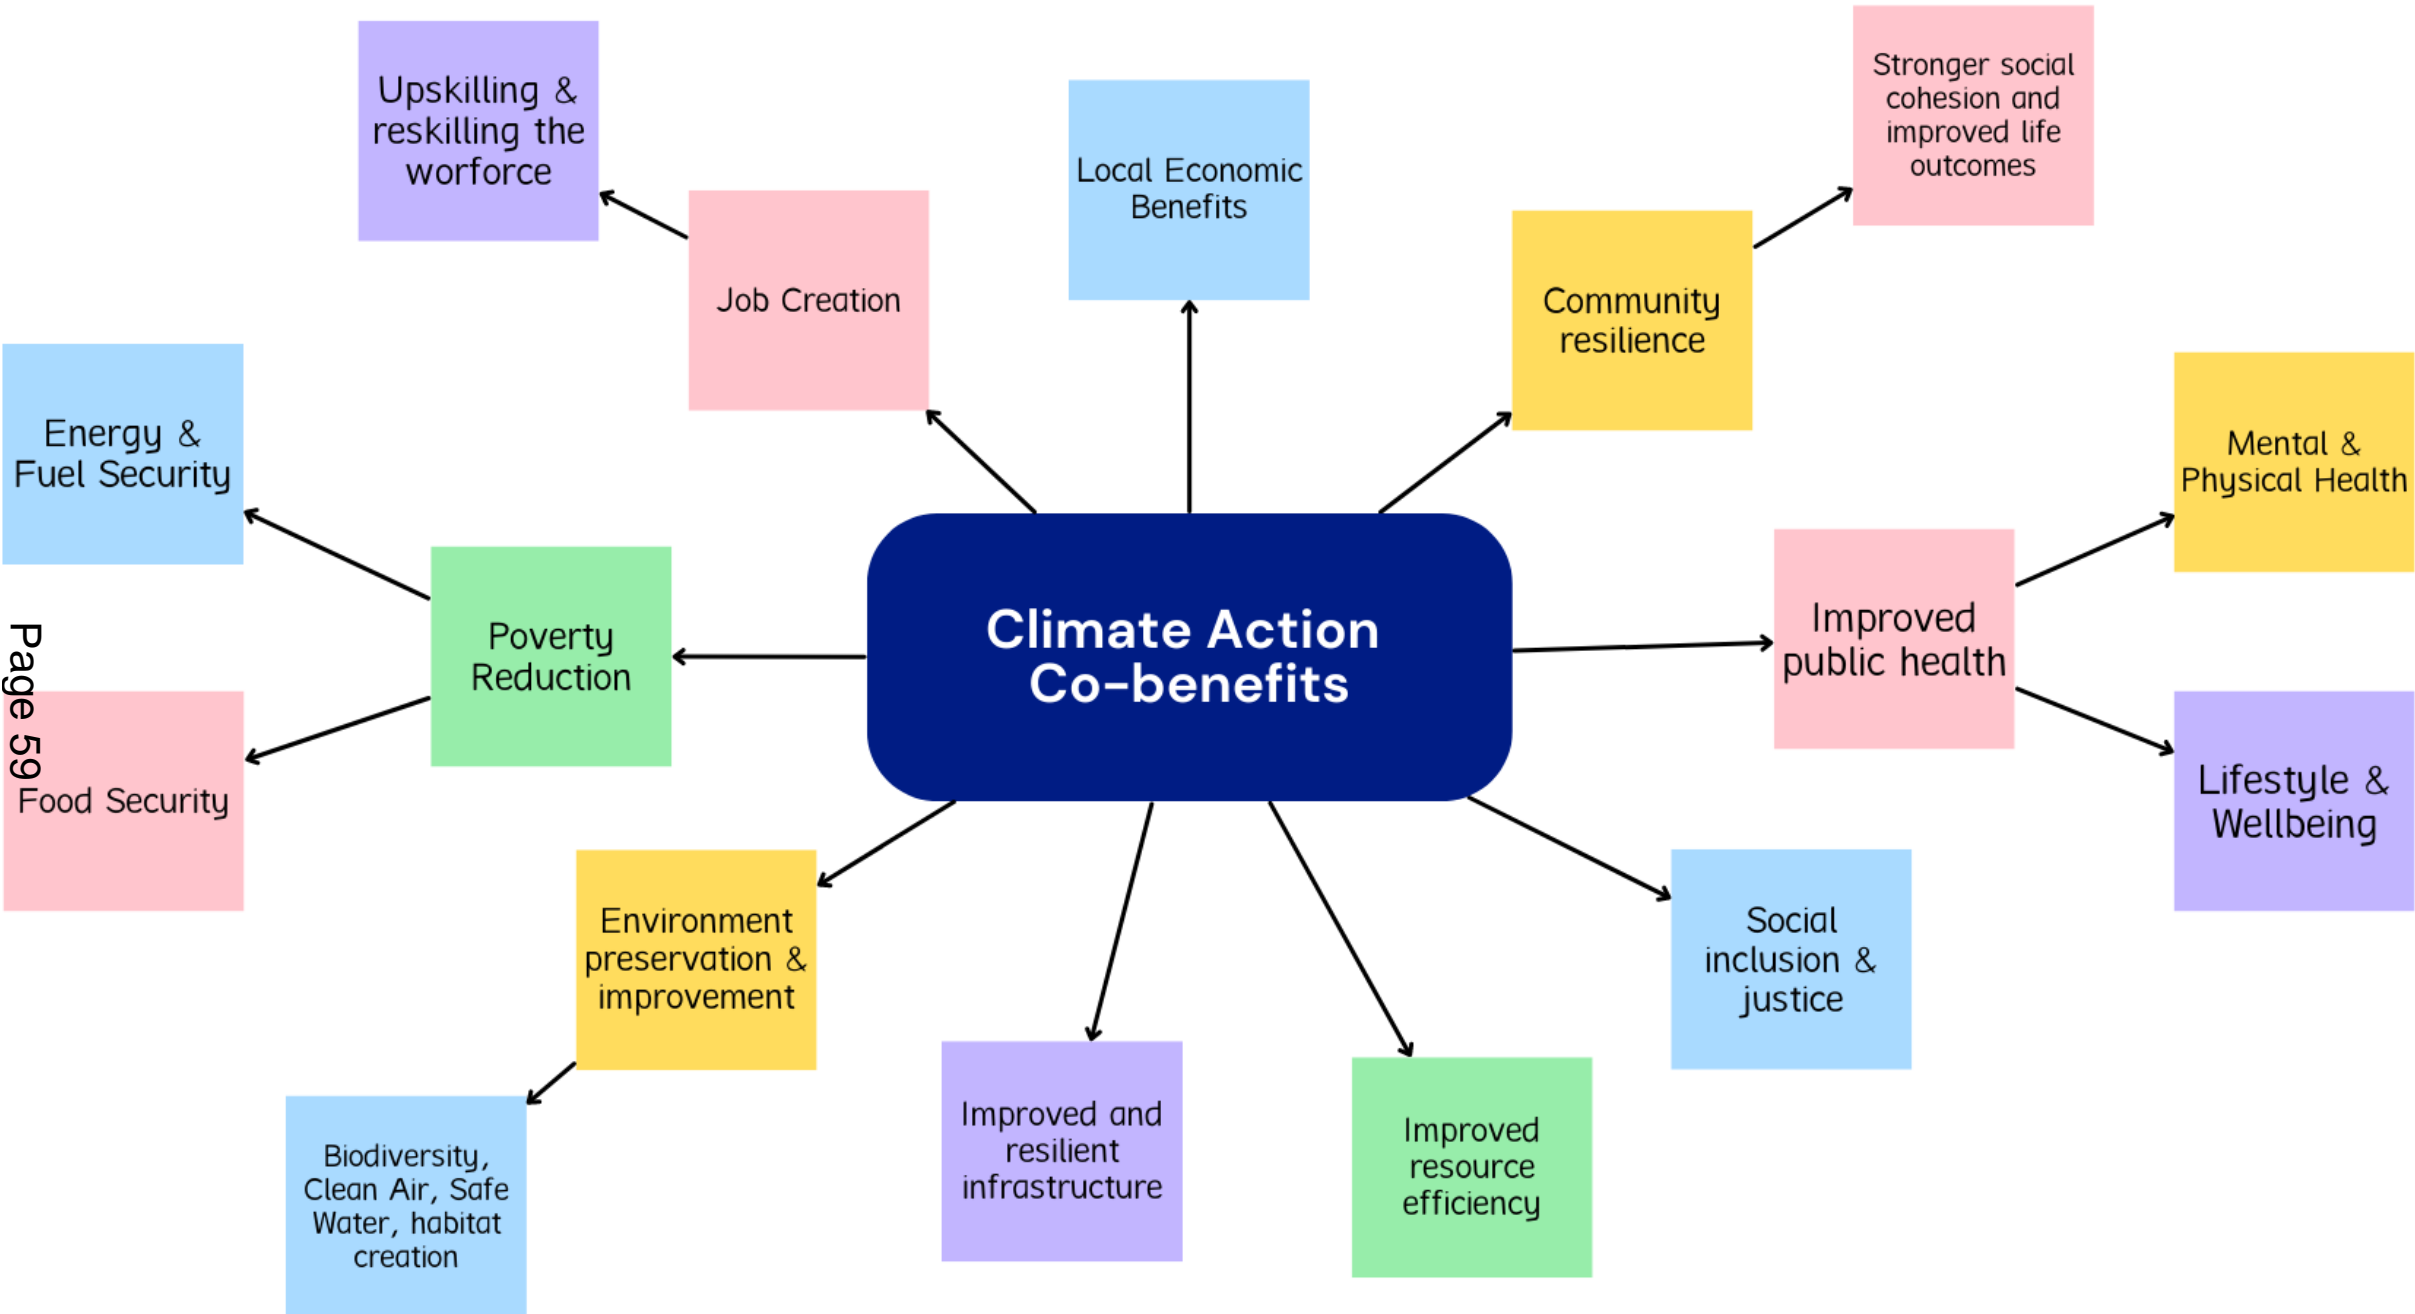 Upskilling &
reskilling the
worforce
Local Economic
Benefits
Stronger social
cohesion and
improved life
outcomes
Job Creation
Community
resilience
Energy &
Fuel Security
Mental &
Physical Health
Poverty
Reduction
Climate Action
Co-benefits
Improved
public health
Page 59
Food Security
Lifestyle &
Wellbeing
Environment
preservation &
improvement
Social
inclusion &
justice
Biodiversity,
Clean Air, Safe
Water, habitat
creation
Improved and
resilient
infrastructure
Improved
resource
efficiency